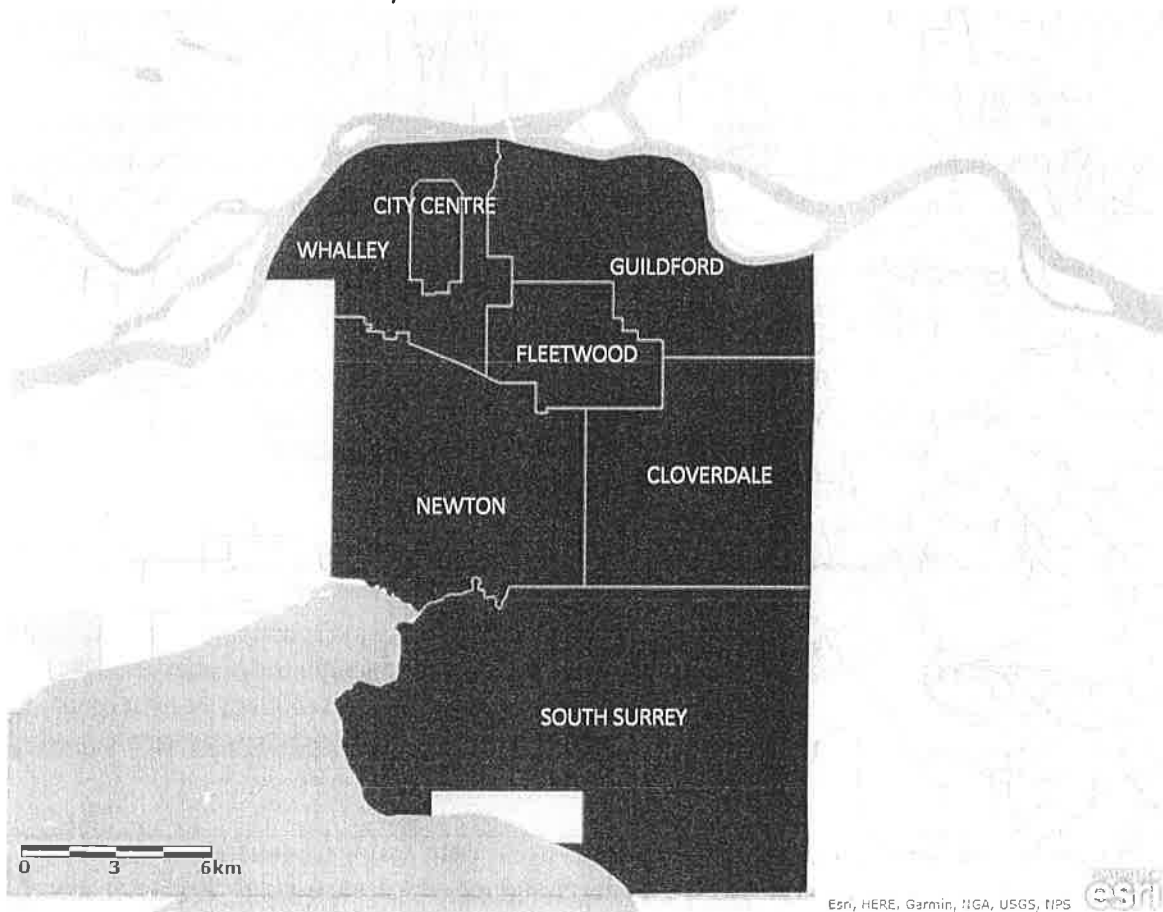 CITY CENTRE
WHALLEY
GUILDFORD
FLEETWOOD
CLOVERDALE
NEWTON
SOUTH SURREY
0 3 6km
Esri, HERE, Garmin, NGA, USGS, NPS
esri